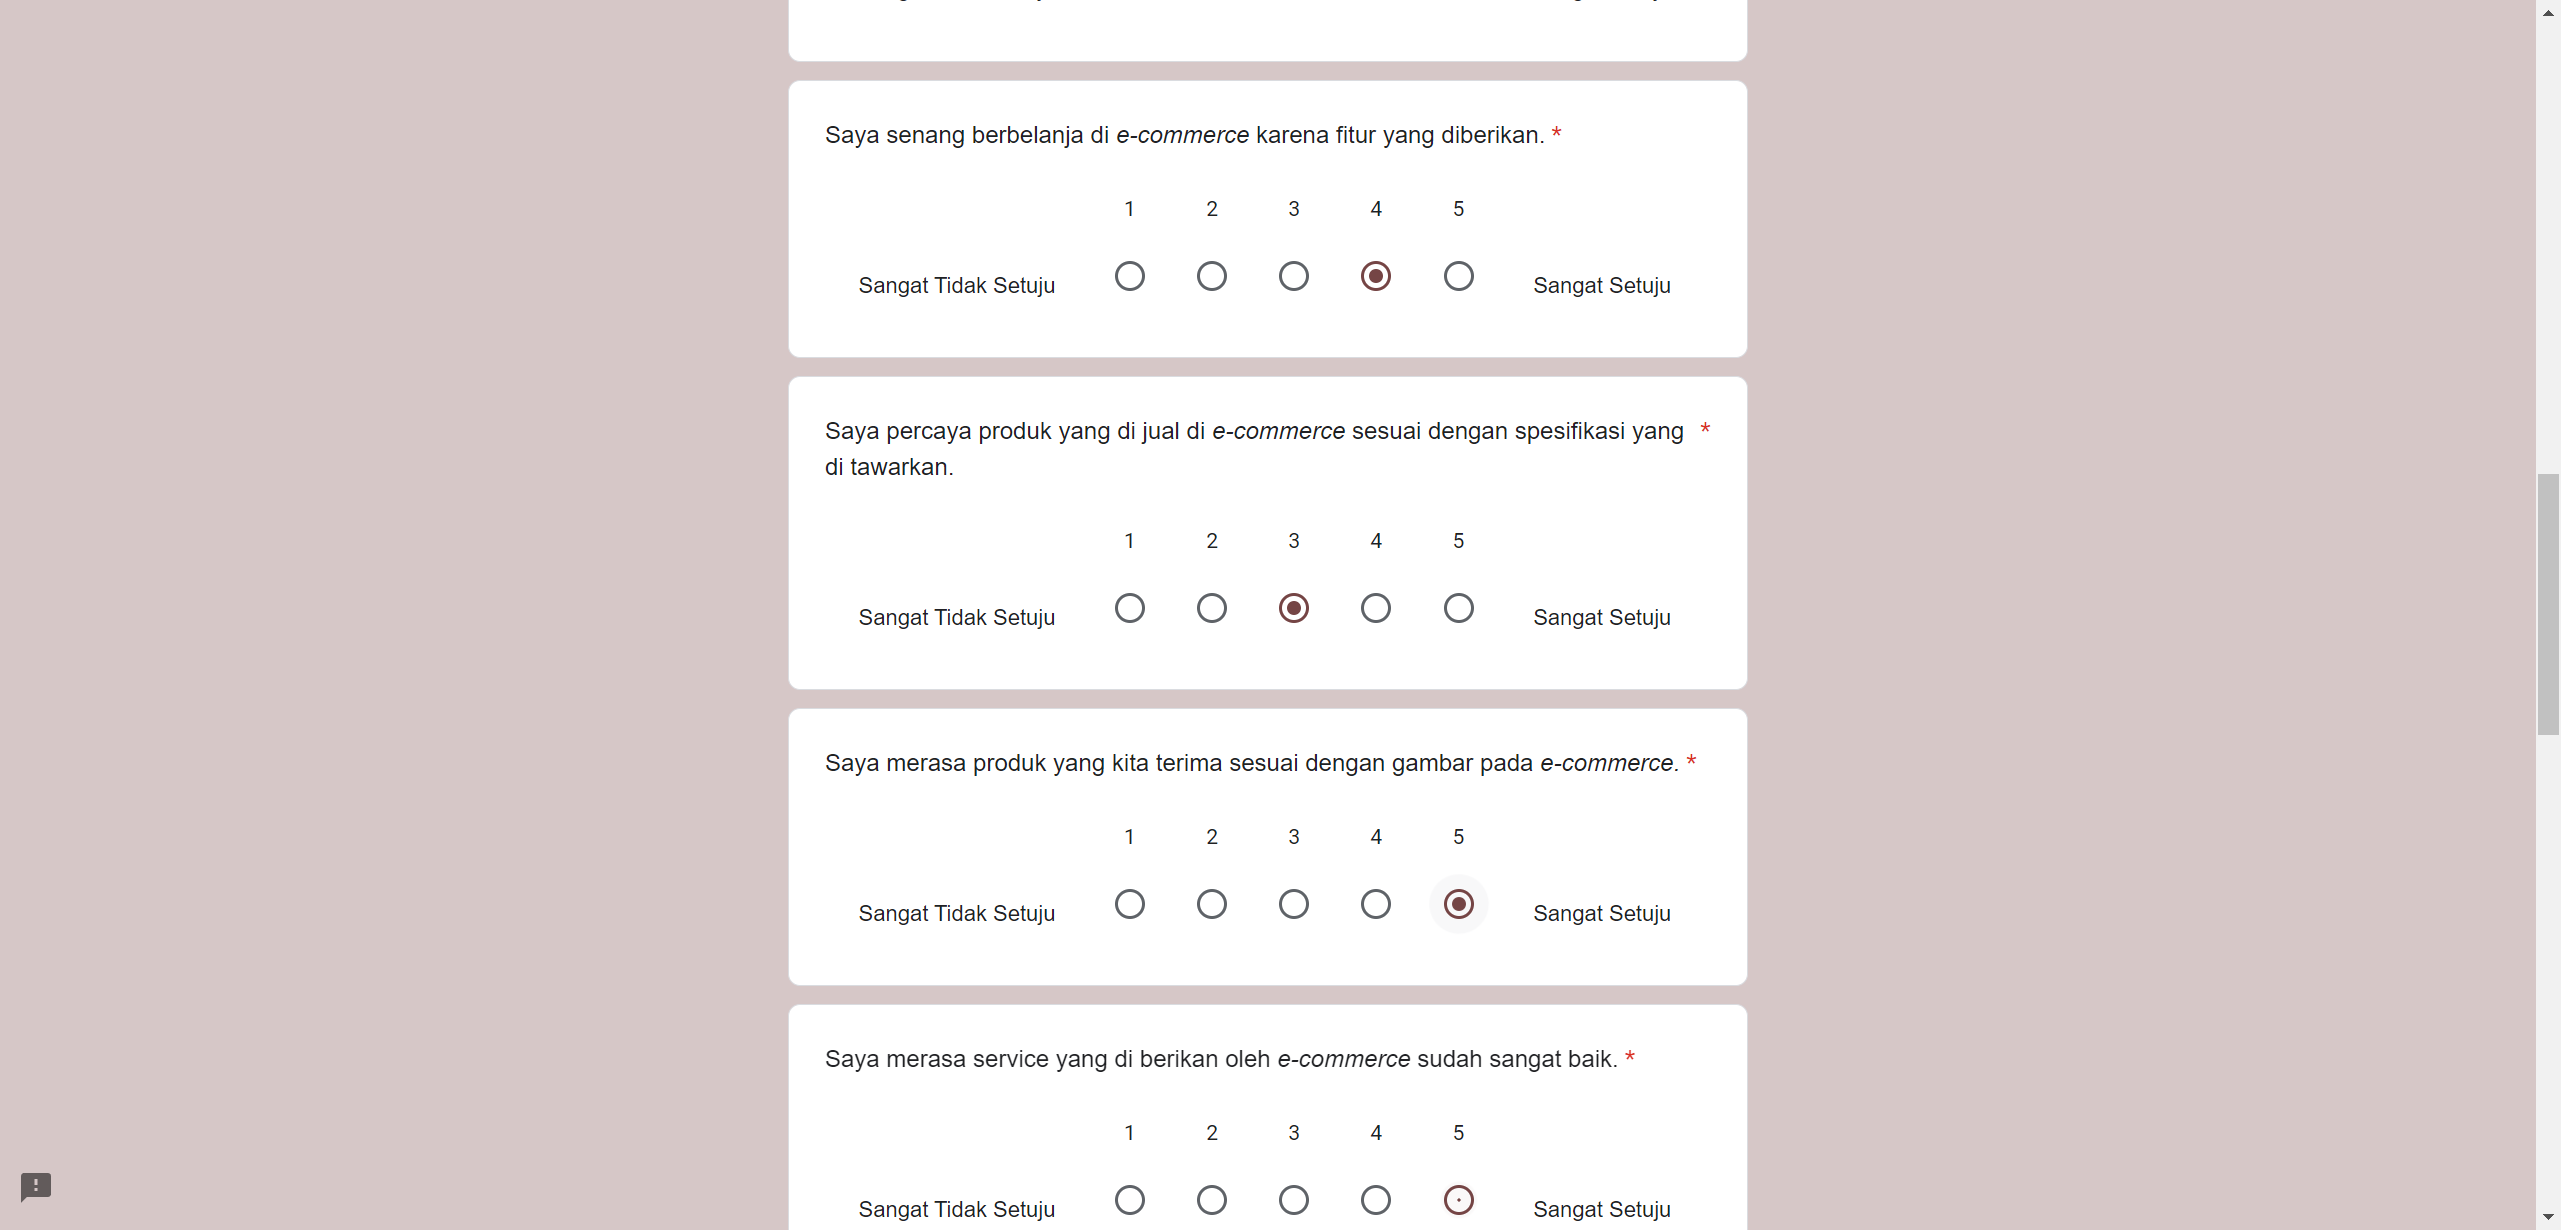 Saya senang berbelanja di e-commerce karena fitur yang diberikan. *
1 2 3 4 5
Sangat Tidak Setuju Sangat Setuju
Saya percaya produk yang di jual di e-commerce sesuai dengan spesifikasi yang *
di tawarkan.
1 2 3 4 5
Sangat Tidak Setuju Sangat Setuju
Saya merasa produk yang kita terima sesuai dengan gambar pada e-commerce. *
1 2 3 4 5
Sangat Tidak Setuju Sangat Setuju
Saya merasa service yang di berikan oleh e-commerce sudah sangat baik. *
1 2 3 4 5
Sangat Tidak Setuju Sangat Setuju